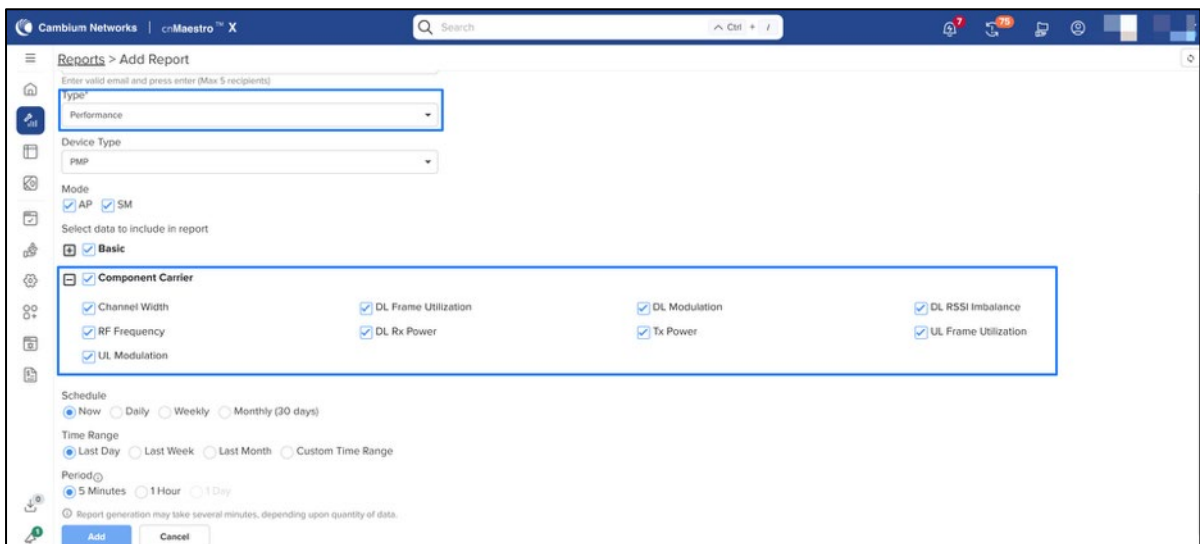 Cambium Networks | cnMaestro™ X Search ^ Ctrl + / 7 75
Reports > Add Report
Enter valid email and press enter (Max 5 recipients)
Type*
Performance
Device Type
PMP
Mode
AP SM
Select data to include in report
Basic
Component Carrier
Channel Width DL Frame Utilization DL Modulation DL RSSI Imbalance
RF Frequency DL Rx Power Tx Power UL Frame Utilization
UL Modulation
Schedule
Now Daily Weekly Monthly (30 days)
Time Range
Last Day Last Week Last Month Custom Time Range
Period
5 Minutes 1 Hour 1 Day
0
Report generation may take several minutes, depending upon quantity of data.
1
Add Cancel